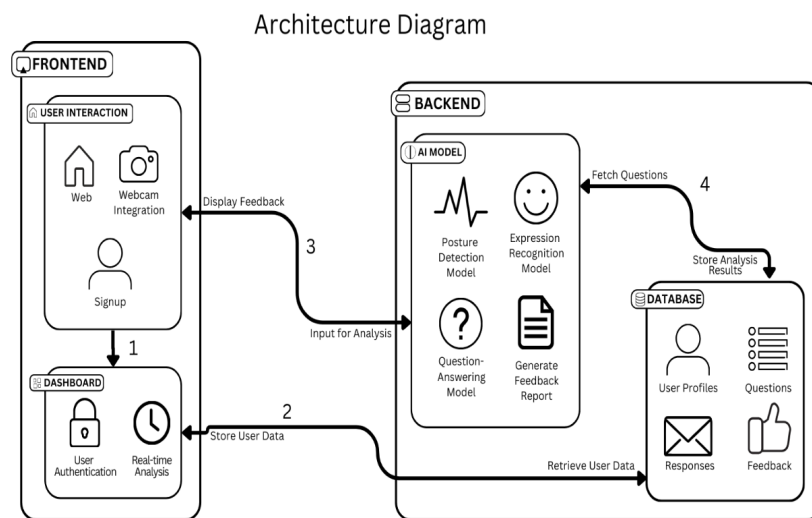 Architecture Diagram
FRONTEND
USER INTERACTION
Web
Webcam
Integration
Signup
1
DASHBOARD
User
Authentication
Real-time
Analysis
Display Feedback
3
Input for Analysis
2
Store User Data
Retrieve User Data
BACKEND
AI MODEL
Posture
Detection
Model
Expression
Recognition
Model
?
Question-
Answering
Model
Generate
Feedback
Report
Fetch Questions
4
Store Analysis
Results
DATABASE
User Profiles
Questions
Responses
Feedback